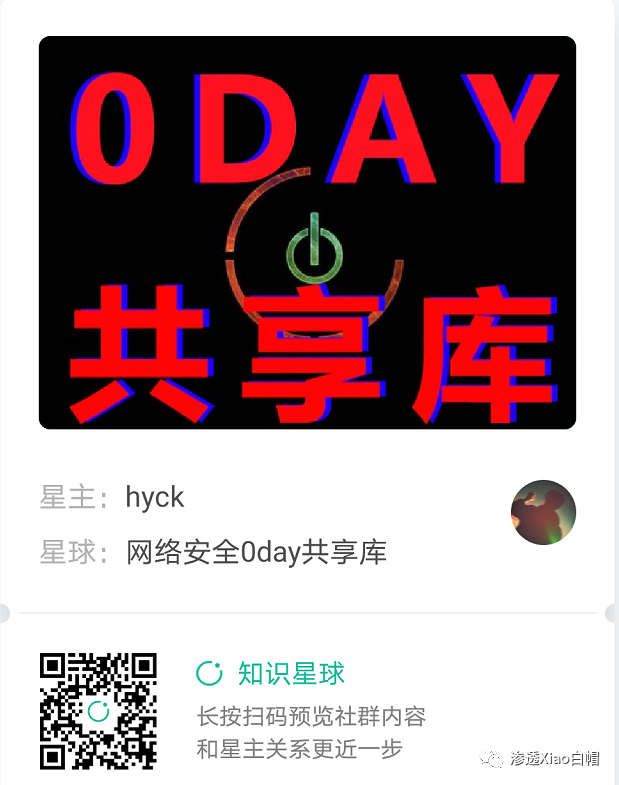 0DAY
共享库
星主：hyck
星球：网络安全0day共享库
知识星球
长按扫码预览社群内容
和星主关系更近一步
渗透Xiao白帽